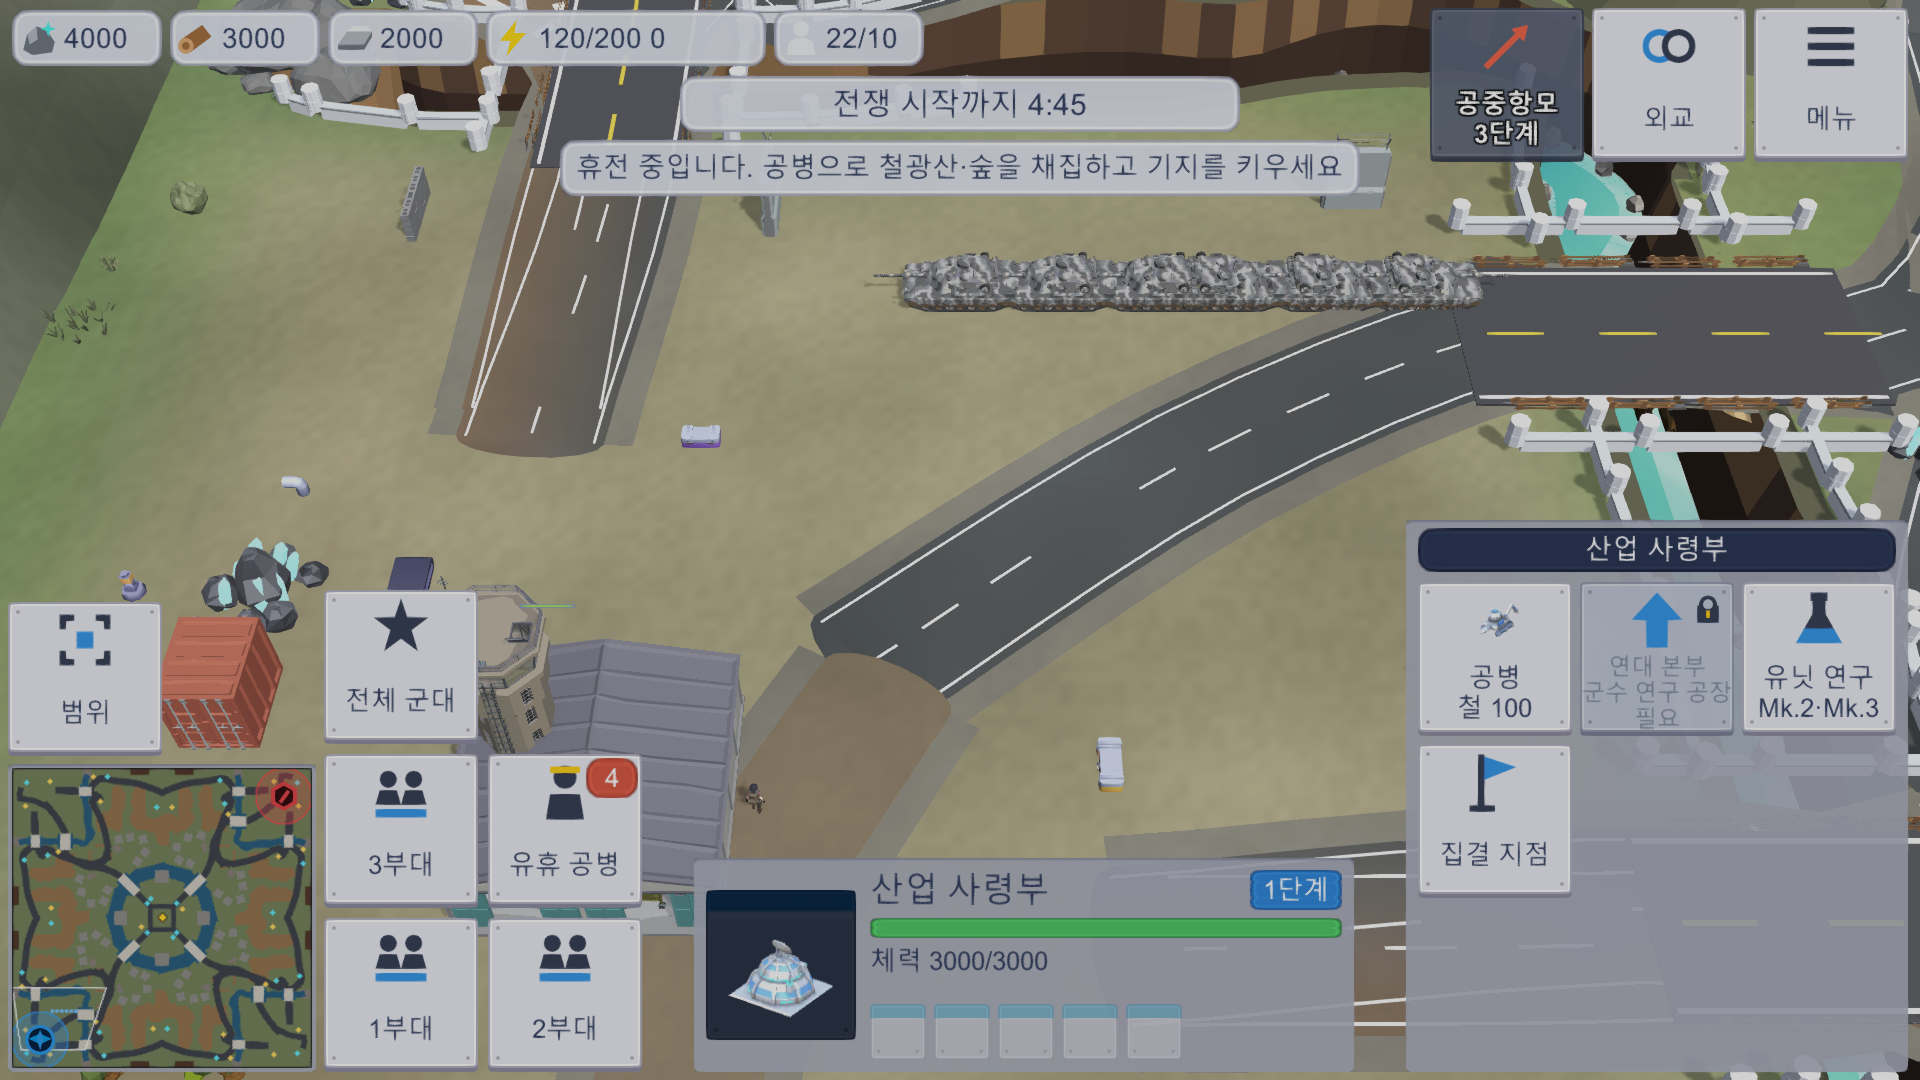 4000
3000
2000
120/200 0
22/10
전쟁 시작까지 4:45
휴전 중입니다. 공병으로 철광산·숲을 채집하고 기지를 키우세요
공중항모
3단계
외교
메뉴
산업 사령부
공병
철 100
연대 본부
군수 연구 공장
필요
유닛 연구
Mk.2·Mk.3
집결 지점
범위
전체 군대
3부대
4
유휴 공병
1부대
2부대
산업 사령부
1단계
체력 3000/3000